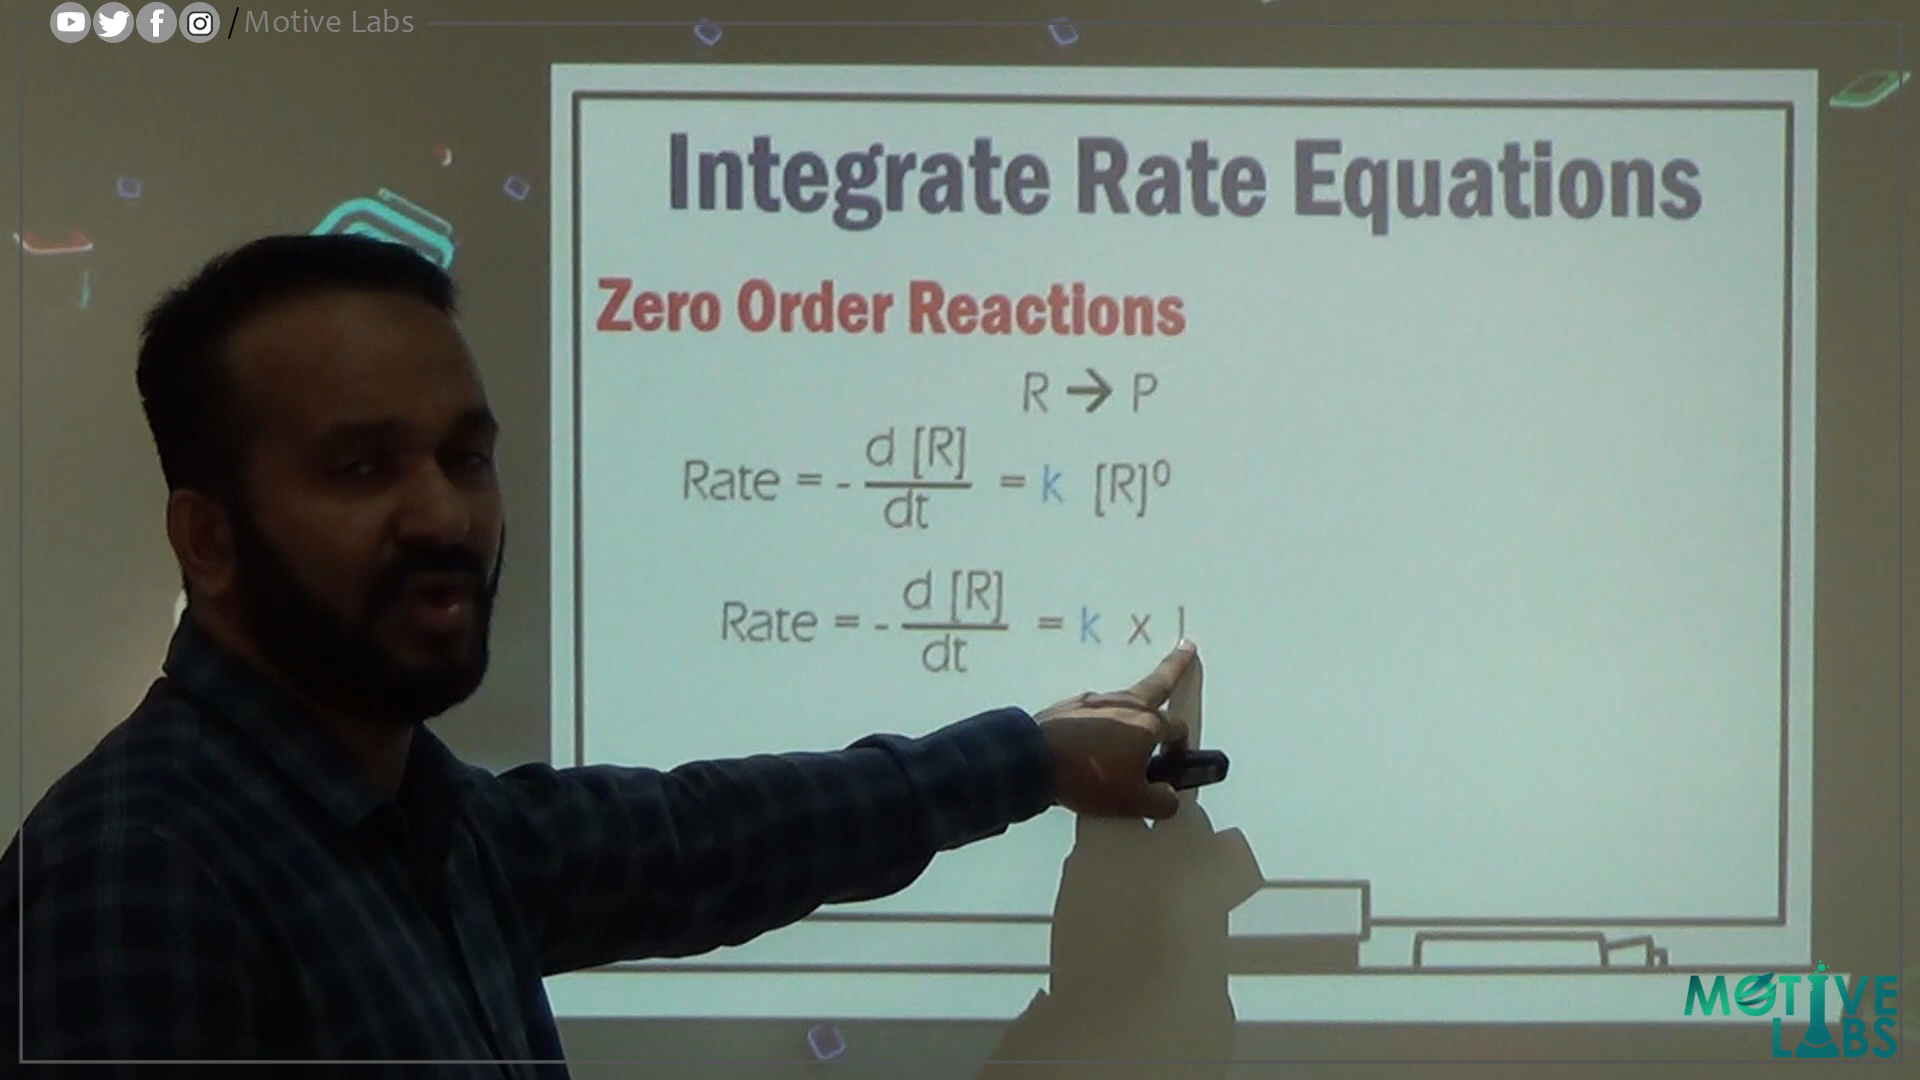 / Motive Labs
Integrate Rate Equations
Zero Order Reactions
R → P
Rate = - d [R] / dt = k [R]⁰
Rate = - d [R] / dt = k x 1
MOTIVE
LABS